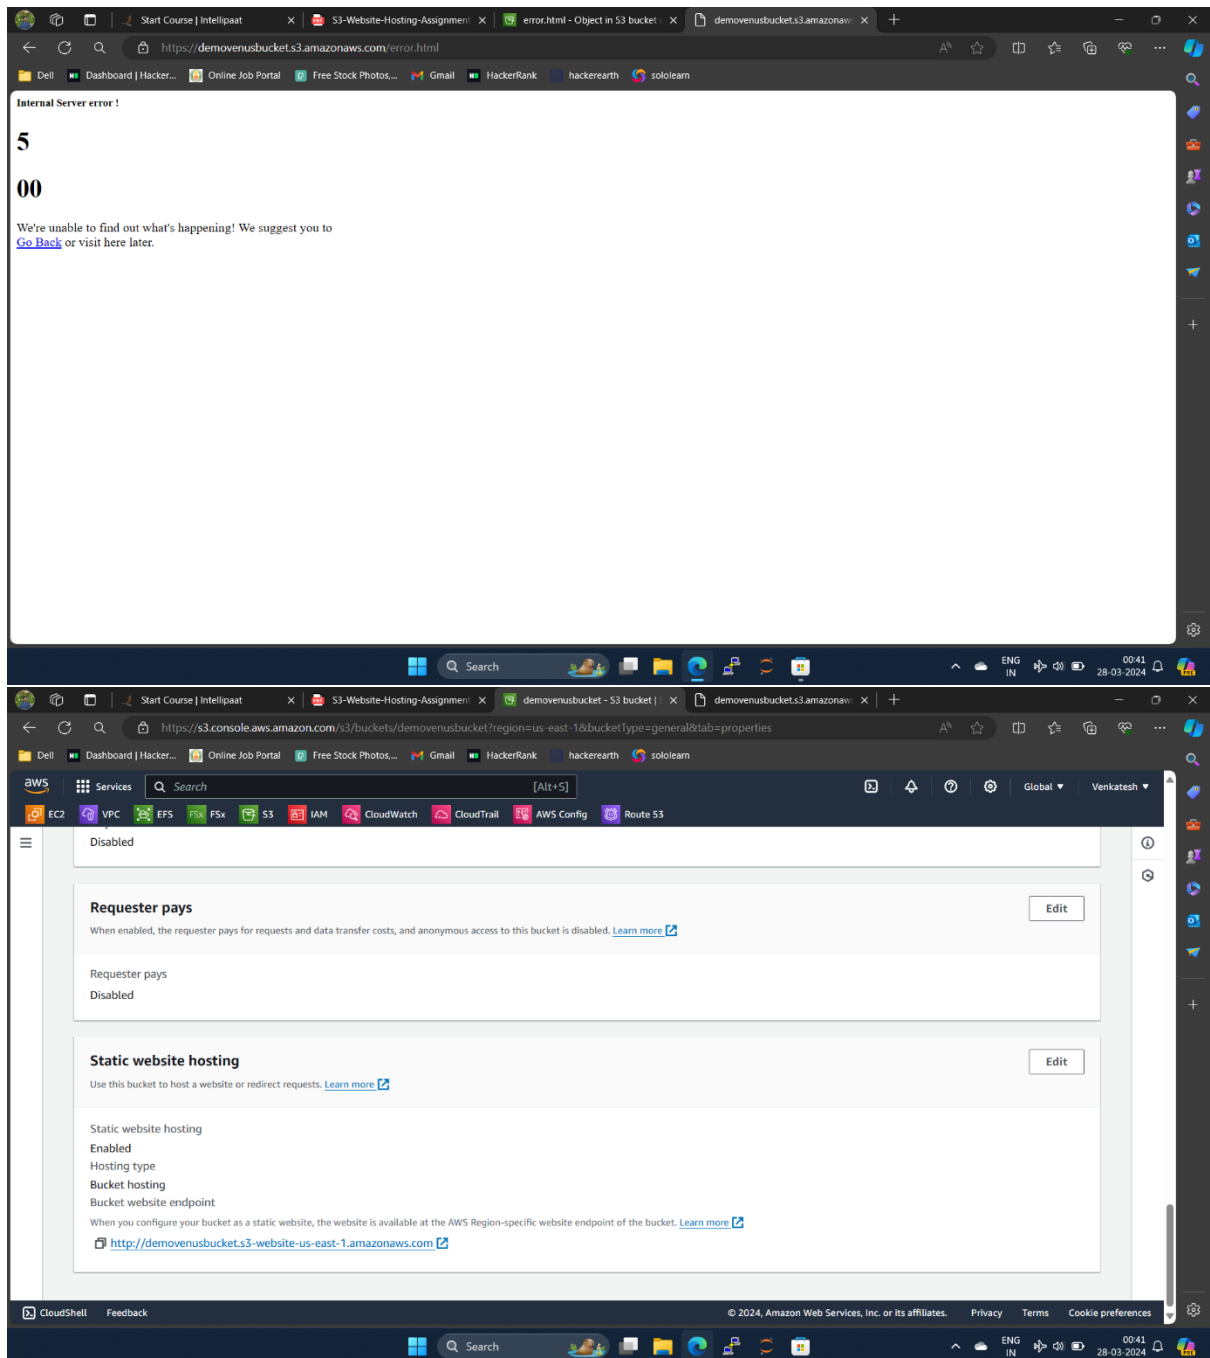 Start Course | Intellipaat
S3-Website-Hosting-Assignment
error.html - Object in S3 bucket
demovenusbucket.s3.amazonaws
https://demovenusbucket.s3.amazonaws.com/error.html
Dell Dashboard | Hacker... Online Job Portal Free Stock Photos,... Gmail HackerRank hackerearth sololearn
Internal Server error !
5
00
We're unable to find out what's happening! We suggest you to
Go Back or visit here later.
Search
ENG
IN
00:41
28-03-2024
Start Course | Intellipaat
S3-Website-Hosting-Assignment
demovenusbucket - S3 bucket |
demovenusbucket.s3.amazonaws
https://s3.console.aws.amazon.com/s3/buckets/demovenusbucket?region=us-east-1&bucketType=general&tab=properties
Dell Dashboard | Hacker... Online Job Portal Free Stock Photos,... Gmail HackerRank hackerearth sololearn
aws Services Search [Alt+S] Global Venkatesh
EC2 VPC EFS FSx FSx S3 IAM CloudWatch CloudTrail AWS Config Route 53
Disabled
Requester pays
Edit
When enabled, the requester pays for requests and data transfer costs, and anonymous access to this bucket is disabled. Learn more
Requester pays
Disabled
Static website hosting
Edit
Use this bucket to host a website or redirect requests. Learn more
Static website hosting
Enabled
Hosting type
Bucket hosting
Bucket website endpoint
When you configure your bucket as a static website, the website is available at the AWS Region-specific website endpoint of the bucket. Learn more
http://demovenusbucket.s3-website-us-east-1.amazonaws.com
CloudShell Feedback © 2024, Amazon Web Services, Inc. or its affiliates. Privacy Terms Cookie preferences
Search
ENG
IN
00:41
28-03-2024